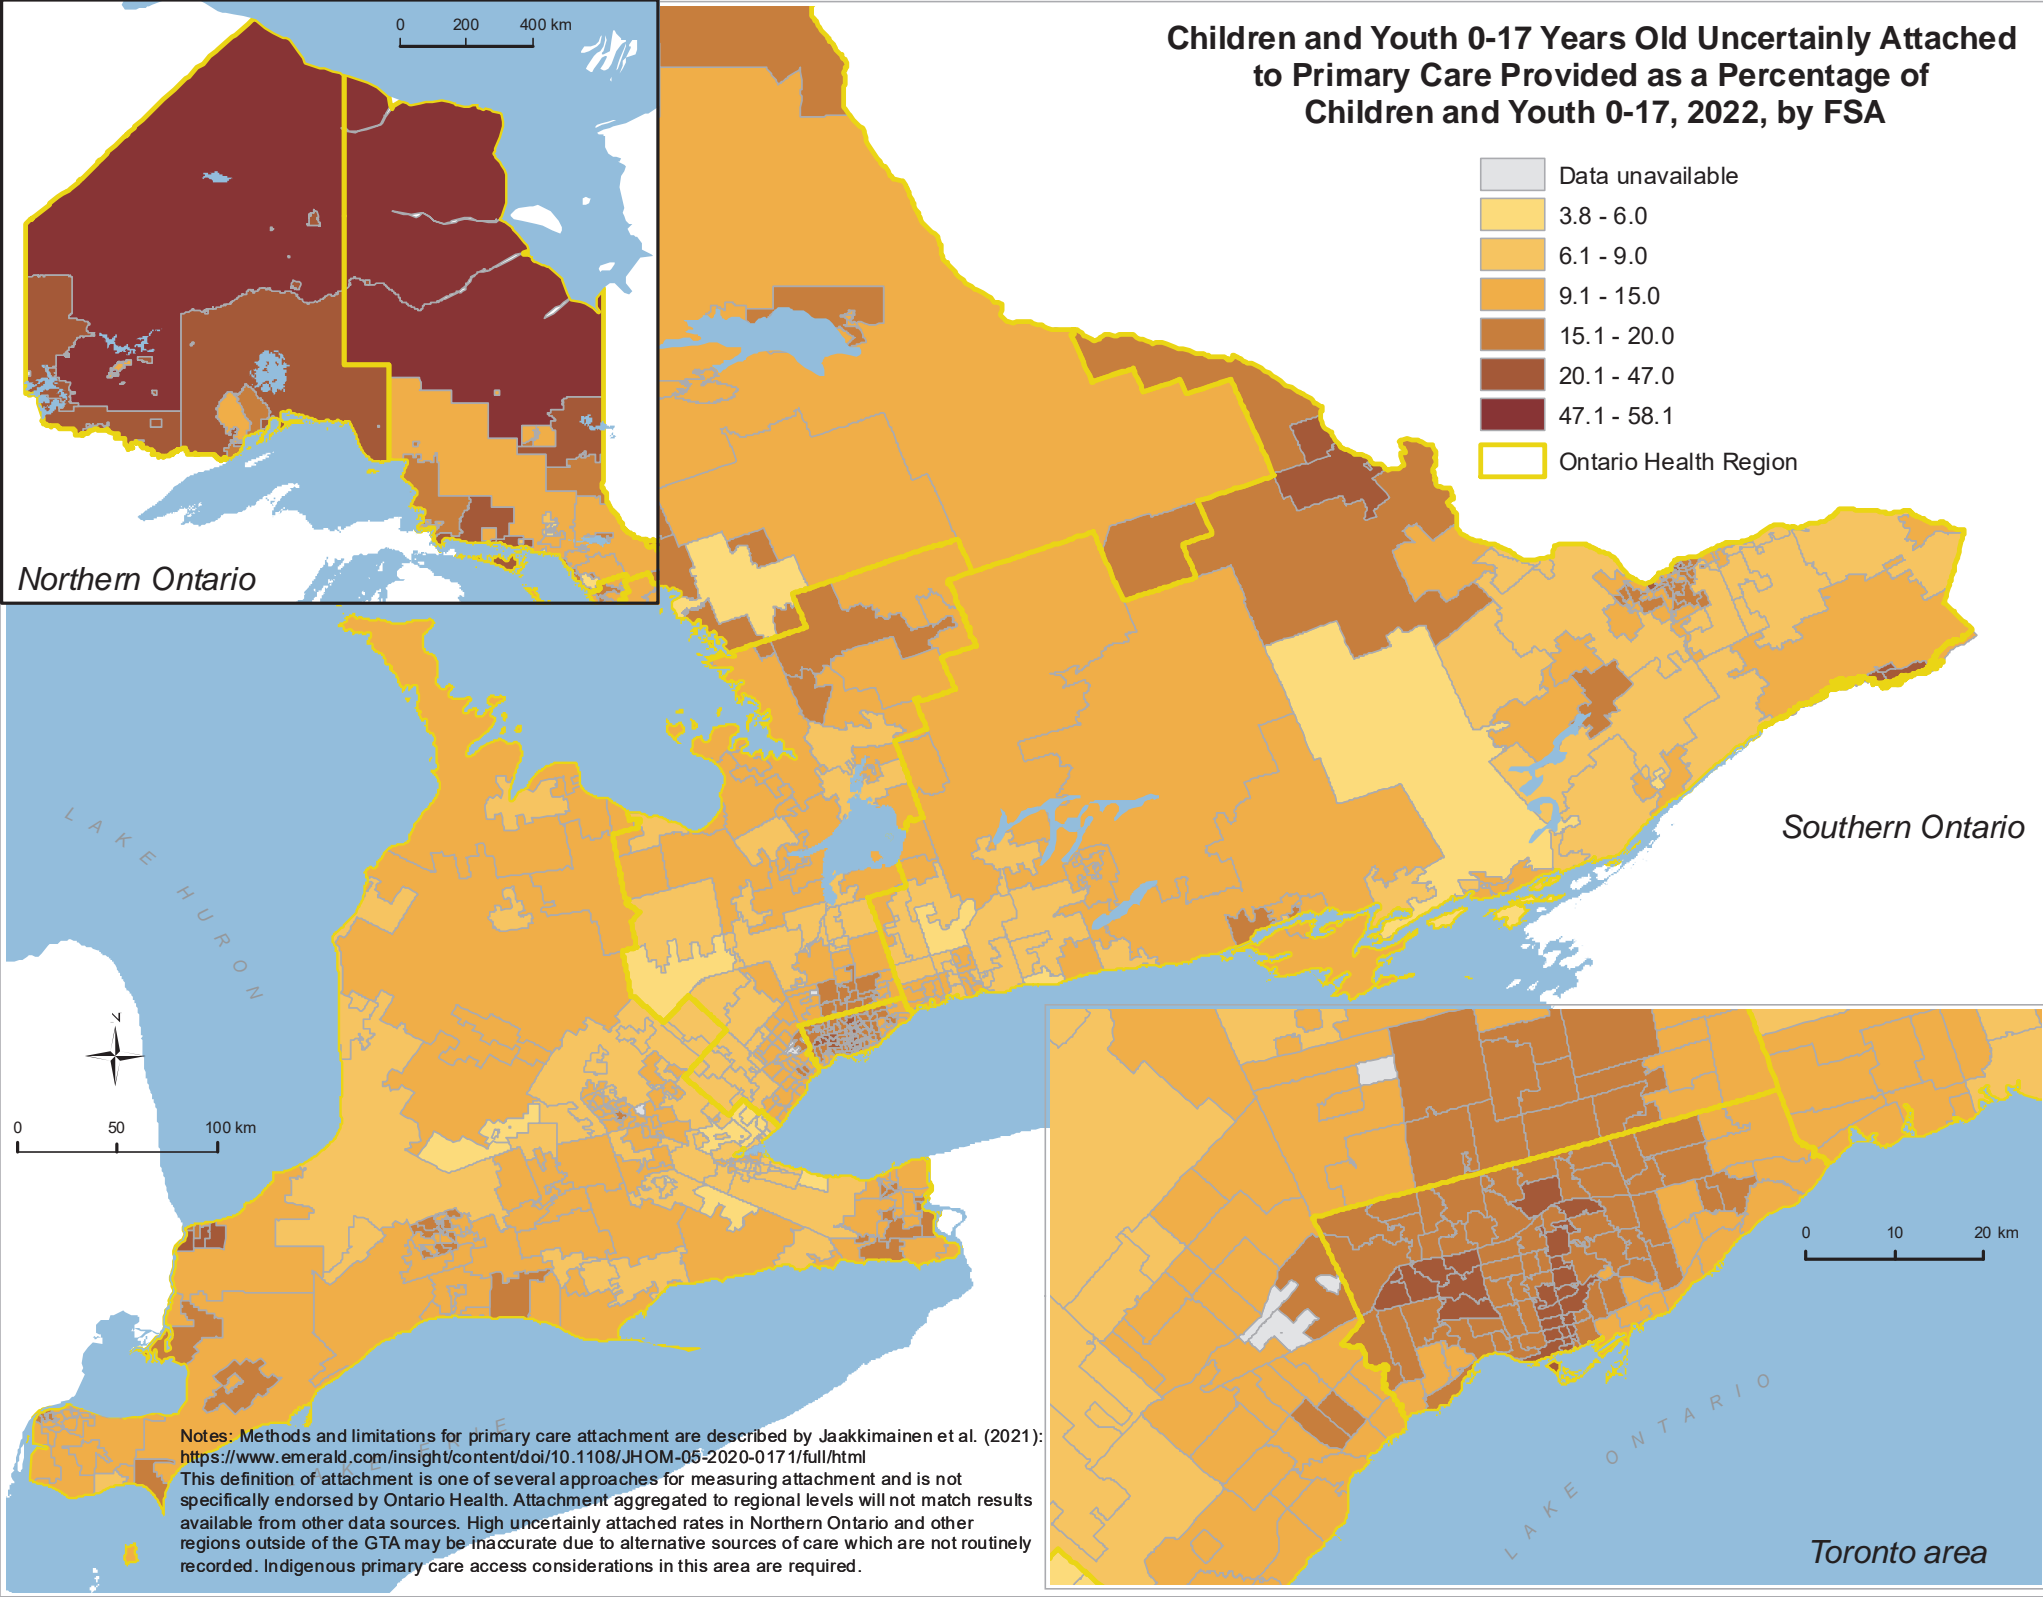 0 200 400 km
Northern Ontario
Children and Youth 0-17 Years Old Uncertainly Attached
to Primary Care Provided as a Percentage of
Children and Youth 0-17, 2022, by FSA
Data unavailable
3.8 - 6.0
6.1 - 9.0
9.1 - 15.0
15.1 - 20.0
20.1 - 47.0
47.1 - 58.1
Ontario Health Region
Southern Ontario
LAKE HURON
N
0 50 100 km
0 10 20 km
LAKE ONTARIO
Toronto area
LAKE ERIE
Notes: Methods and limitations for primary care attachment are described by Jaakkimainen et al. (2021):
https://www.emerald.com/insight/content/doi/10.1108/JHOM-05-2020-0171/full/html
This definition of attachment is one of several approaches for measuring attachment and is not
specifically endorsed by Ontario Health. Attachment aggregated to regional levels will not match results
available from other data sources. High uncertainly attached rates in Northern Ontario and other
regions outside of the GTA may be inaccurate due to alternative sources of care which are not routinely
recorded. Indigenous primary care access considerations in this area are required.